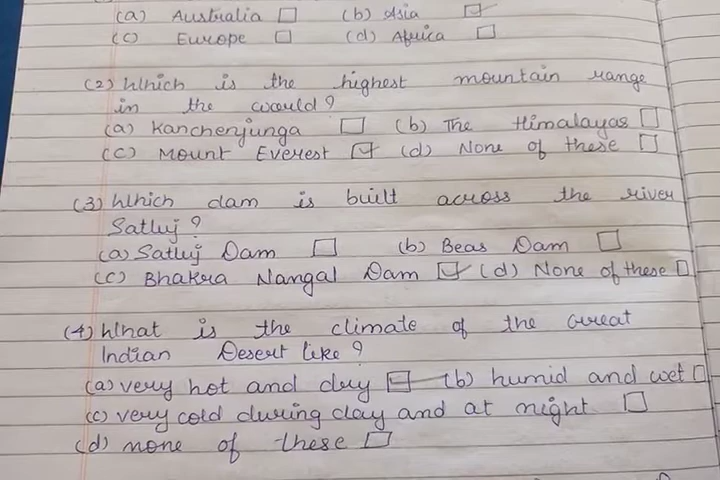 (a) Australia (b) Asia
(c) Europe (d) Africa
(2) Which is the highest mountain range
in the would?
(a) Kanchenjunga (b) The Himalayas
(c) Mount Everest (d) None of these
(3) Which dam is built across the river
Satluj?
(a) Satluj Dam (b) Beas Dam
(c) Bhakra Nangal Dam (d) None of these
(4) What is the climate of the Great
Indian Desert like?
(a) very hot and dry (b) humid and wet
(c) very cold during day and at night
(d) none of these